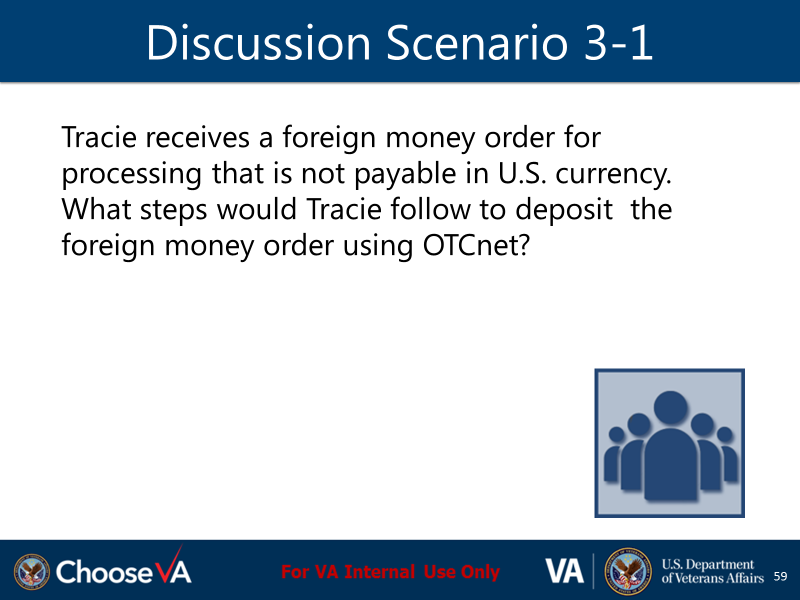 Discussion Scenario 3-1
Tracie receives a foreign money order for
processing that is not payable in U.S. currency.
What steps would Tracie follow to deposit  the
foreign money order using OTCnet?
Choose VA
For VA Internal Use Only
VA
U.S. Department
of Veterans Affairs
59